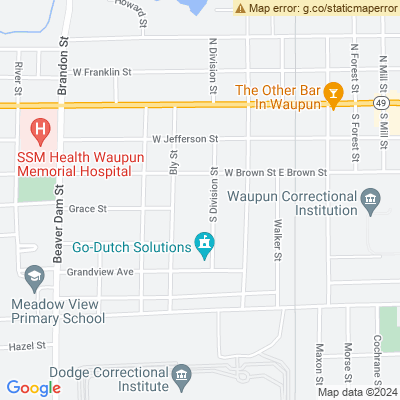 Map error: g.co/staticmaperror
Howard St
Brandon St
N Division St
River St
W Franklin St
N Forest St
N Mill St
The Other Bar
In Waupun
49
W Jefferson St
S Forest St
S Mill St
H
SSM Health Waupun
Memorial Hospital
Bly St
W Brown St
E Brown St
S Division St
Beaver Dam St
Waupun Correctional
Institution
Grace St
Walker St
Go-Dutch Solutions
Grandview Ave
Meadow View
Primary School
Hazel St
Dodge Correctional
Institute
Maxon St
Morse St
Cochrane St
Google
Map data ©2024